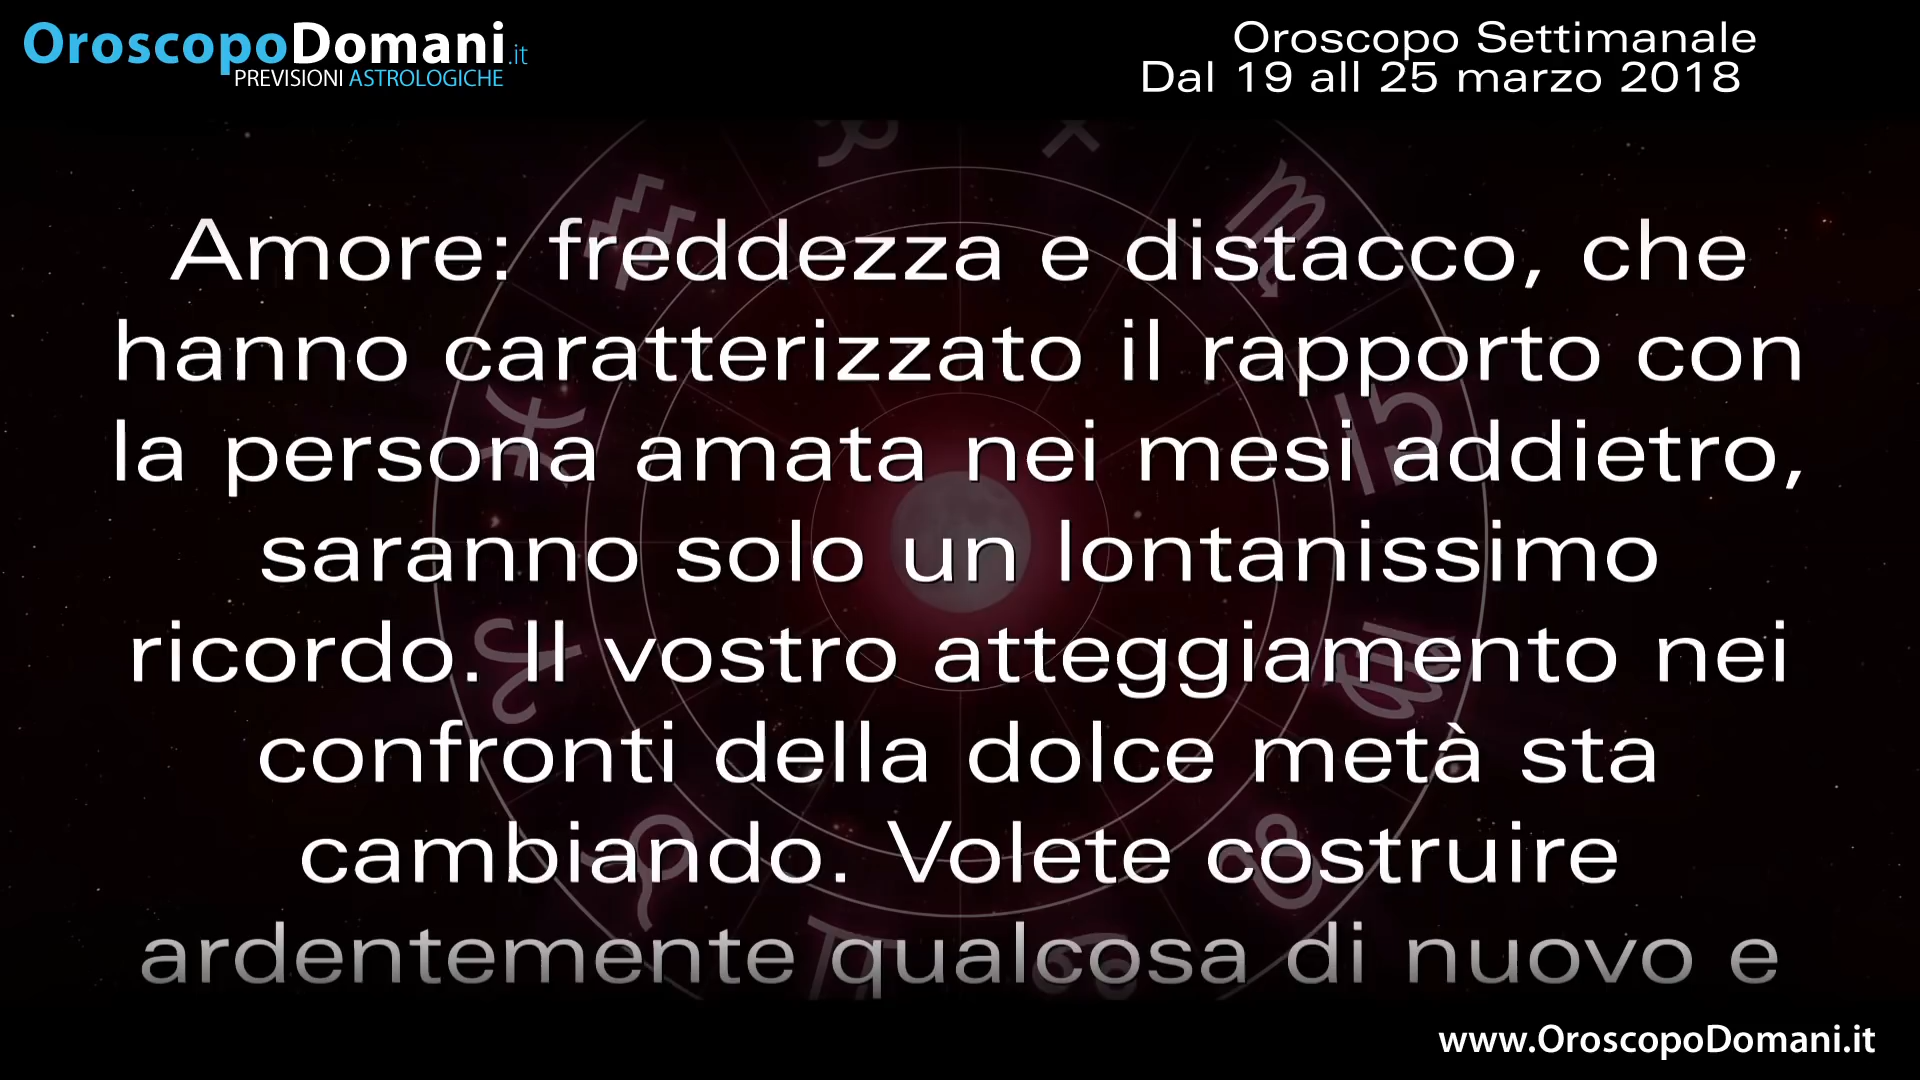 OroscopoDomani.it
PREVISIONI ASTROLOGICHE
Oroscopo Settimanale
Dal 19 all 25 marzo 2018
Amore: freddezza e distacco, che
hanno caratterizzato il rapporto con
la persona amata nei mesi addietro,
saranno solo un lontanissimo
ricordo. Il vostro atteggiamento nei
confronti della dolce metà sta
cambiando. Volete costruire
ardentemente qualcosa di nuovo e
www.OroscopoDomani.it